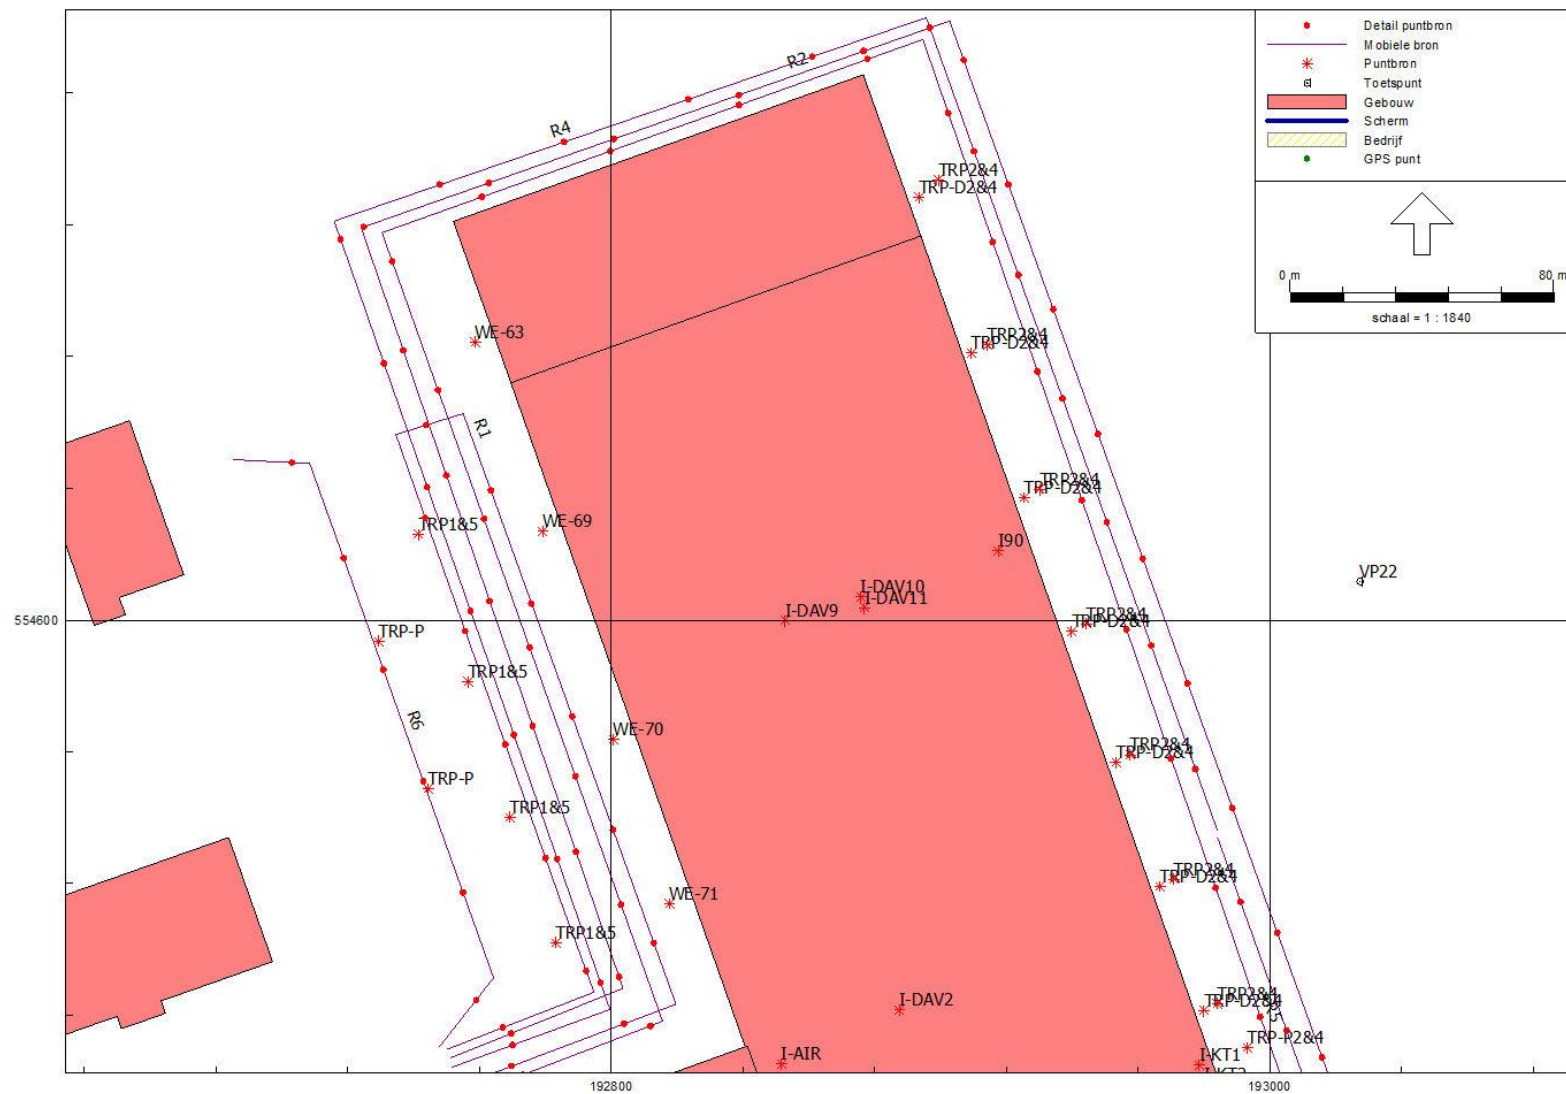 Detail puntbron
Mobiele bron
Puntbron
Toetspunt
Gebouw
Scherm
Bedrijf
GPS punt
0 m 80 m
schaal = 1 : 1840
R2
R4
TRP2&4
TRP-D2&4
WE-63
TRP2&4
TRP-D2&4
R1
TRP2&4
TRP-D2&4
TRP1&5
WE-69
I90
VP22
I-DAV10
I-DAV11
I-DAV9
554600
TRP2&4
TRP-D2&4
TRP-P
TRP1&5
R6
WE-70
TRP2&4
TRP-D2&4
TRP-P
TRP1&5
TRP2&4
TRP-D2&4
WE-71
TRP1&5
I-DAV2
TRP2&4
TRP-D2&4
R5
TRP-P2&4
I-AIR
I-KT1
192800
193000